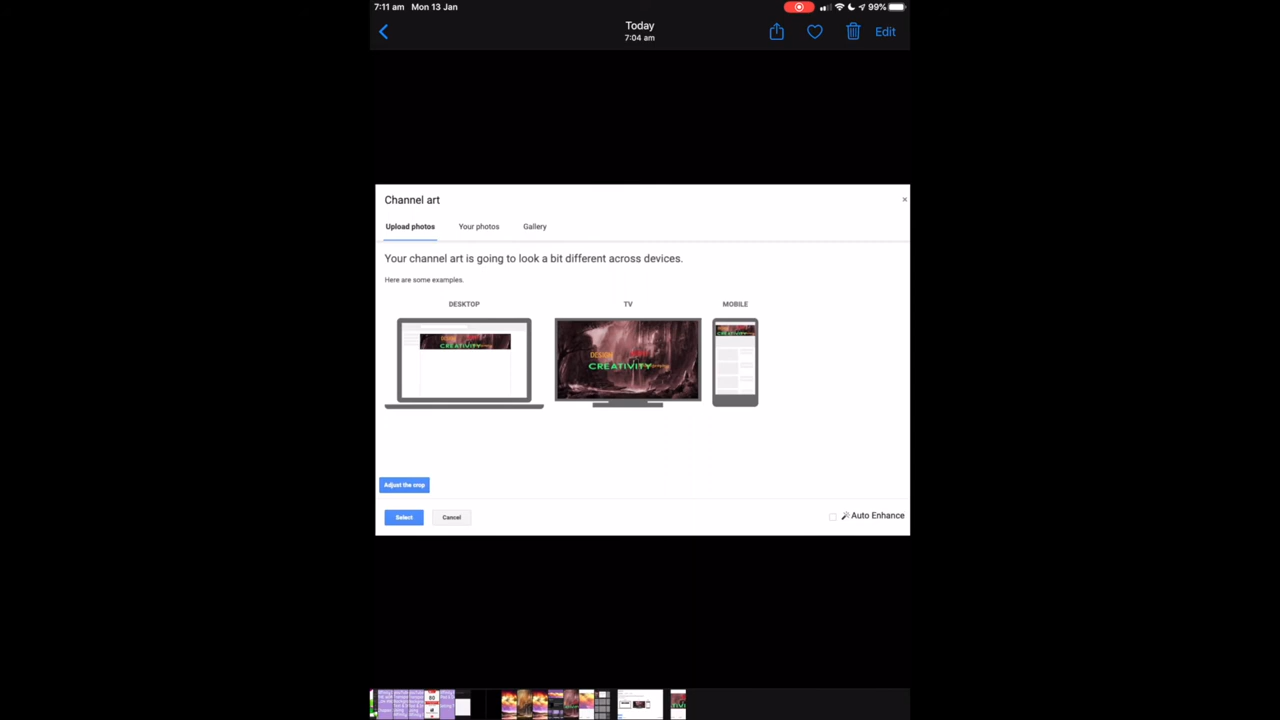 7:11 am Mon 13 Jan
99%
Today
7:04 am
Edit
Channel art
Upload photos Your photos Gallery
Your channel art is going to look a bit different across devices.
Here are some examples.
DESKTOP TV MOBILE
DESIGN
CREATIVITY
CREATIVITY
Adjust the crop
Select Cancel
Auto Enhance